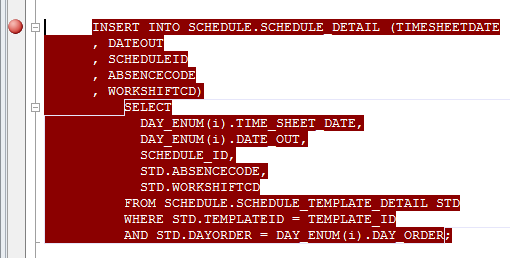 INSERT INTO SCHEDULE.SCHEDULE_DETAIL (TIMESHEETDATE
, DATEOUT
, SCHEDULEID
, ABSENCECODE
, WORKSHIFTCD)
SELECT
DAY_ENUM(i).TIME_SHEET_DATE,
DAY_ENUM(i).DATE_OUT,
SCHEDULE_ID,
STD.ABSENCECODE,
STD.WORKSHIFTCD
FROM SCHEDULE.SCHEDULE_TEMPLATE_DETAIL STD
WHERE STD.TEMPLATEID = TEMPLATE_ID
AND STD.DAYORDER = DAY_ENUM(i).DAY_ORDER;